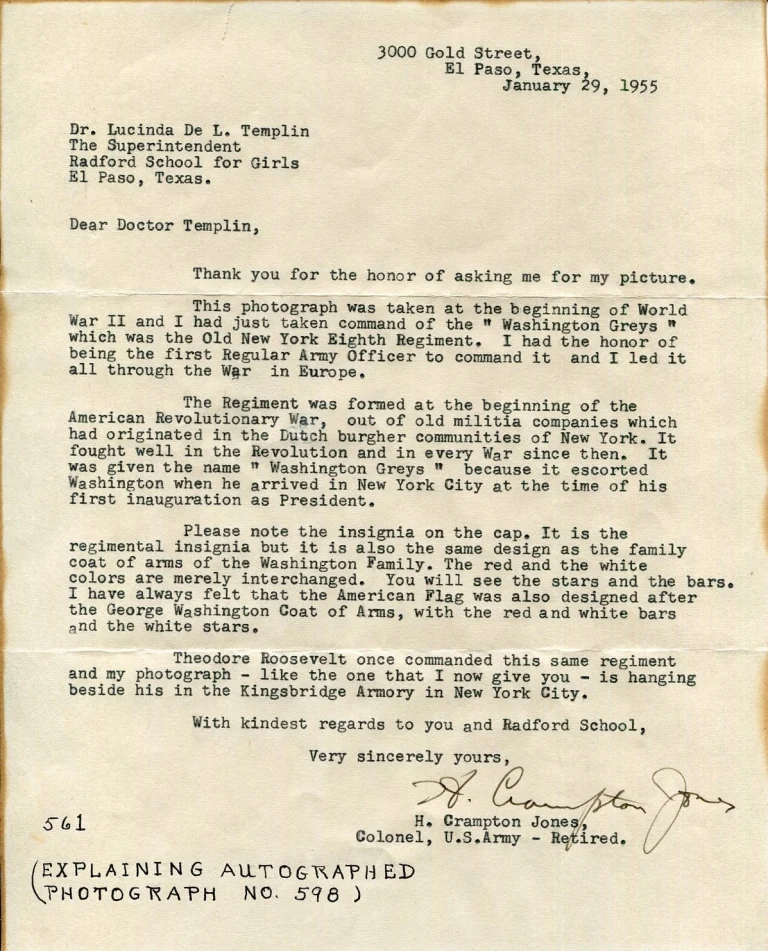 3000 Gold Street,
El Paso, Texas,
January 29, 1955
Dr. Lucinda De L. Templin
The Superintendent
Radford School for Girls
El Paso, Texas.
Dear Doctor Templin,
Thank you for the honor of asking me for my picture.
This photograph was taken at the beginning of World
War II and I had just taken command of the " Washington Greys "
which was the Old New York Eighth Regiment. I had the honor of
being the first Regular Army Officer to command it and I led it
all through the War in Europe.
The Regiment was formed at the beginning of the
American Revolutionary War, out of old militia companies which
had originated in the Dutch burgher communities of New York. It
fought well in the Revolution and in every War since then. It
was given the name " Washington Greys " because it escorted
Washington when he arrived in New York City at the time of his
first inauguration as President.
Please note the insignia on the cap. It is the
regimental insignia but it is also the same design as the family
coat of arms of the Washington Family. The red and the white
colors are merely interchanged. You will see the stars and the bars.
I have always felt that the American Flag was also designed after
the George Washington Coat of Arms, with the red and white bars
and the white stars.
Theodore Roosevelt once commanded this same regiment
and my photograph - like the one that I now give you - is hanging
beside his in the Kingsbridge Armory in New York City.
With kindest regards to you and Radford School,
Very sincerely yours,
H. Crampton Jones
H. Crampton Jones,
Colonel, U.S.Army - Retired.
561
(EXPLAINING AUTOGRAPHED
PHOTOGRAPH NO. 598 )